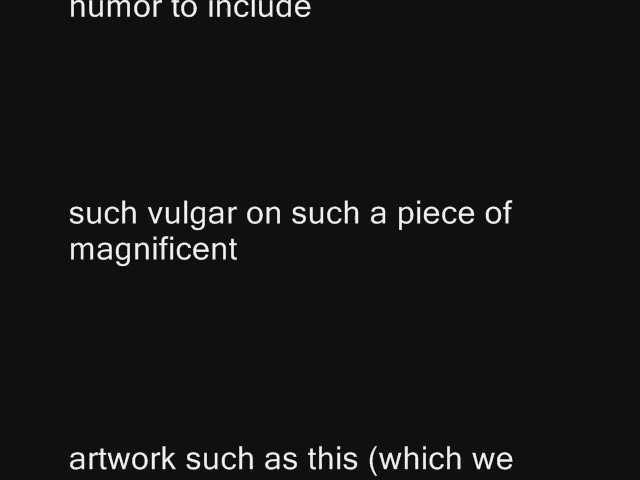 humor to include
such vulgar on such a piece of
magnificent
artwork such as this (which we